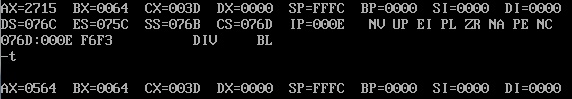 AX=2715  BX=0064  CX=003D  DX=0000  SP=FFFC  BP=0000  SI=0000  DI=0000
DS=076C  ES=075C  SS=076B  CS=076D  IP=000E   NV UP EI PL ZR NA PE NC
076D:000E F6F3          DIV     BL
-t
AX=0564  BX=0064  CX=003D  DX=0000  SP=FFFC  BP=0000  SI=0000  DI=0000